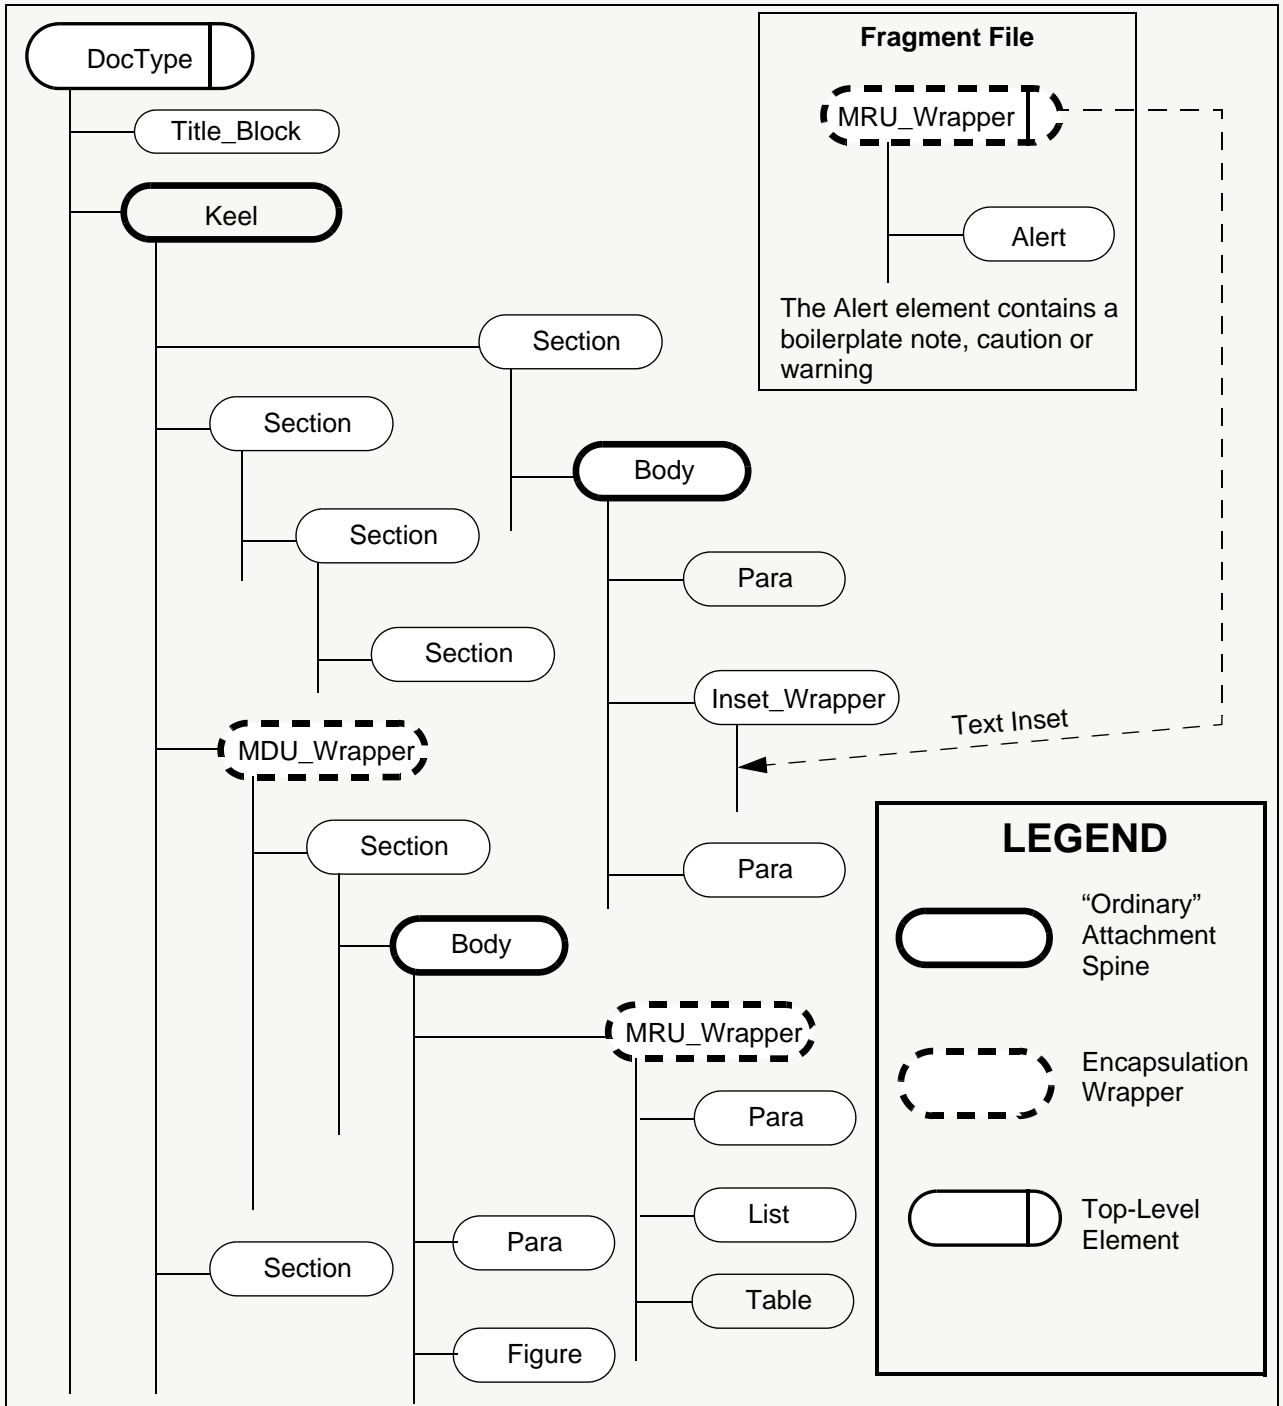 DocType
Title_Block
Keel
Section
Section
Section
Section
Body
Para
Inset_Wrapper
Para
MDU_Wrapper
Section
Body
MRU_Wrapper
Para
List
Table
Para
Figure
Section
Fragment File
MRU_Wrapper
Alert
The Alert element contains a
boilerplate note, caution or
warning
Text Inset
LEGEND
“Ordinary”
Attachment
Spine
Encapsulation
Wrapper
Top-Level
Element